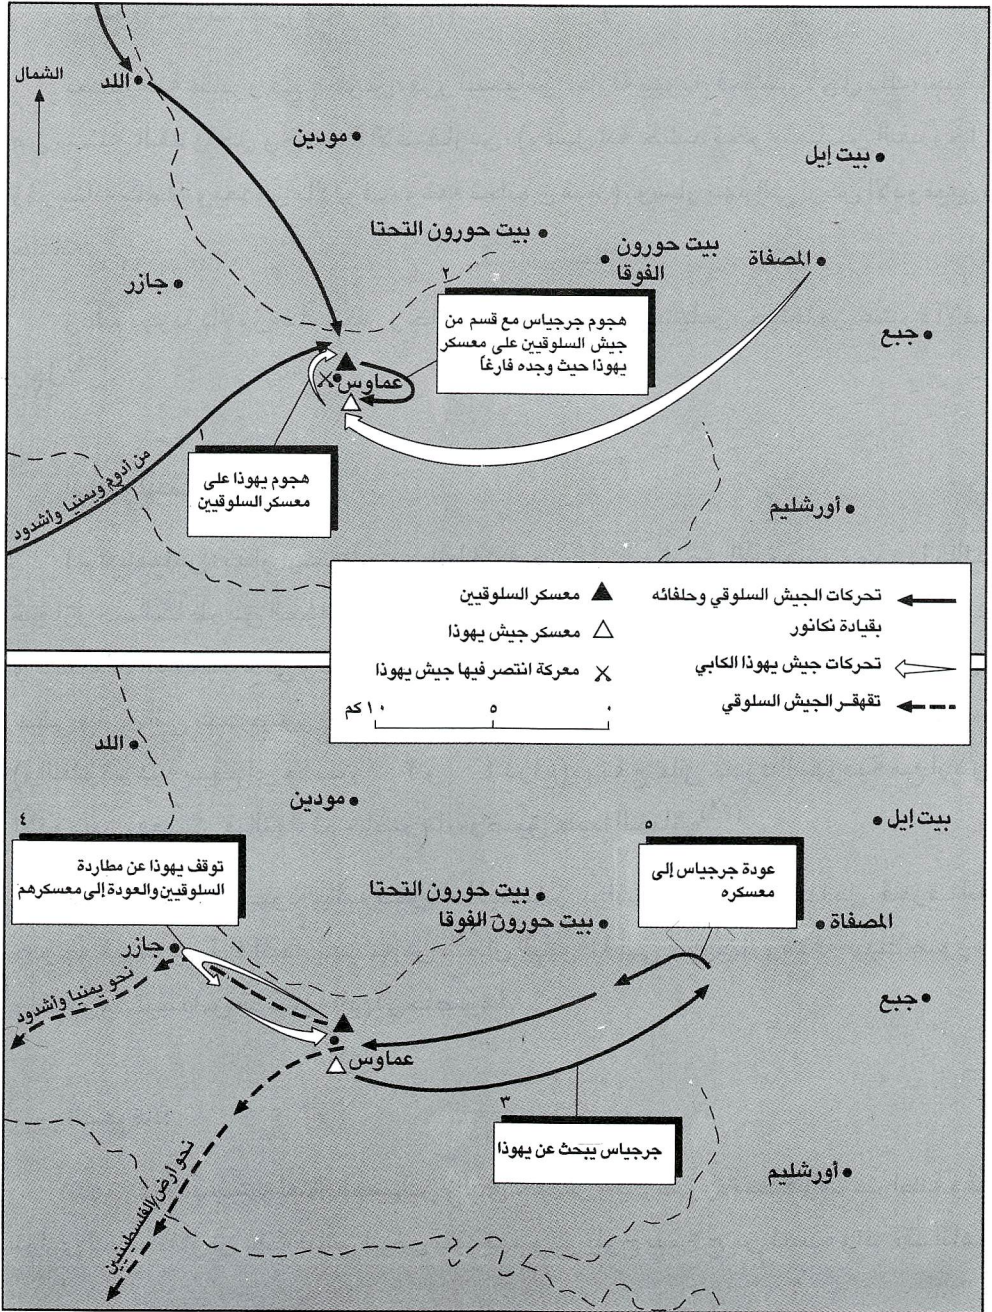 الشمال
اللد
مودين
بيت إيل
بيت حورون التحتا
بيت حورون
الفوقا
المصفاة
جازر
جبع
٢
هجوم جرجياس مع قسم من
جيش السلوقيين على معسكر
يهوذا حيث وجده فارغاً
عماوس
هجوم يهوذا على
معسكر السلوقيين
من أدوم ويمنيا وأشدود
أورشليم
تحركات الجيش السلوقي وحلفائه
بقيادة نكانور
تحركات جيش يهوذا الكابي
تقهقر الجيش السلوقي
معسكر السلوقيين
معسكر جيش يهوذا
معركة انتصر فيها جيش يهوذا
٠
٥
١٠ كم
اللد
مودين
بيت إيل
٤
توقف يهوذا عن مطاردة
السلوقيين والعودة إلى معسكرهم
٥
عودة جرجياس إلى
معسكره
بيت حورون التحتا
بيت حورون الفوقا
المصفاة
جازر
نحو يمنيا وأشدود
جبع
عماوس
٣
جرجياس يبحث عن يهوذا
نحو أرض الفلسطينيين
أورشليم